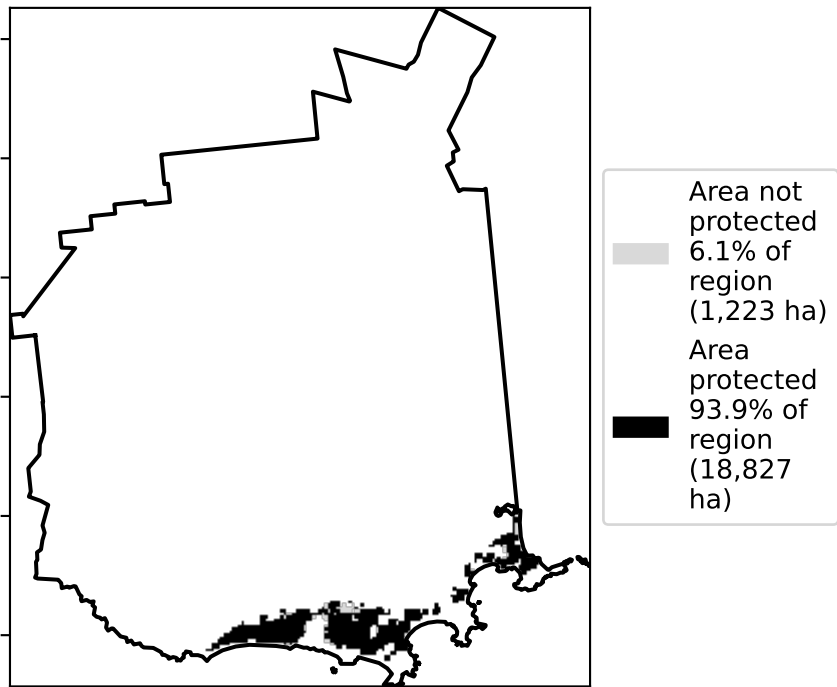 Area not
protected
6.1% of
region
(1,223 ha)
Area
protected
93.9% of
region
(18,827
ha)